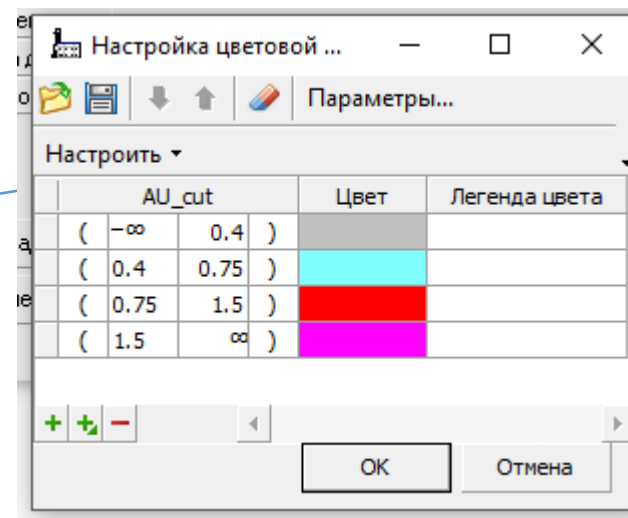 Настройка цветовой ...
Параметры...
Настроить
AU_cut Цвет Легенда цвета
( -∞ 0.4 )
( 0.4 0.75 )
( 0.75 1.5 )
( 1.5 ∞ )
OK Отмена